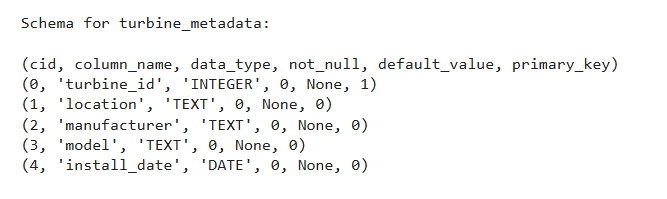 Schema for turbine_metadata:
(cid, column_name, data_type, not_null, default_value, primary_key)
(0, 'turbine_id', 'INTEGER', 0, None, 1)
(1, 'location', 'TEXT', 0, None, 0)
(2, 'manufacturer', 'TEXT', 0, None, 0)
(3, 'model', 'TEXT', 0, None, 0)
(4, 'install_date', 'DATE', 0, None, 0)